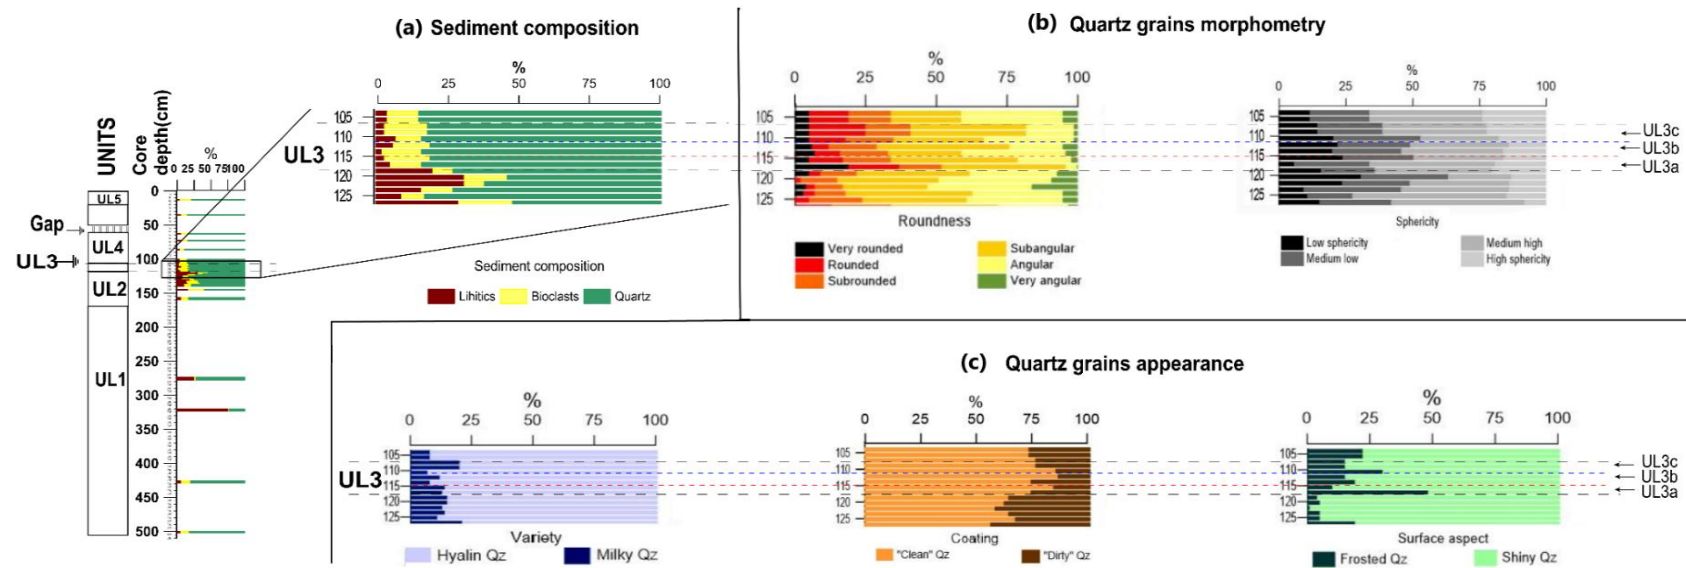 (a) Sediment composition
(b) Quartz grains morphometry
UNITS
Core
depth(cm)
%
0 25 50 75 100
0
50
100
150
200
250
300
350
400
450
500
UL5
Gap
UL4
UL3
UL2
UL1
%
0 25 50 100
105
110
115
120
125
UL3
Sediment composition
Lihitics Bioclasts Quartz
%
0 25 50 75 100
105
110
115
120
125
Roundness
Very rounded Subangular
Rounded Angular
Subrounded Very angular
%
0 25 50 75 100
105
110
115
120
125
UL3c
UL3b
UL3a
Sphericity
Low sphericity Medium high
Medium low High sphericity
(c) Quartz grains appearance
%
0 25 50 75 100
105
110
115
120
125
UL3
Variety
Hyalin Qz Milky Qz
%
0 25 50 75 100
105
110
115
120
125
Coating
"Clean" Qz "Dirty" Qz
%
0 25 50 75 100
105
110
115
120
125
UL3c
UL3b
UL3a
Surface aspect
Frosted Qz Shiny Qz